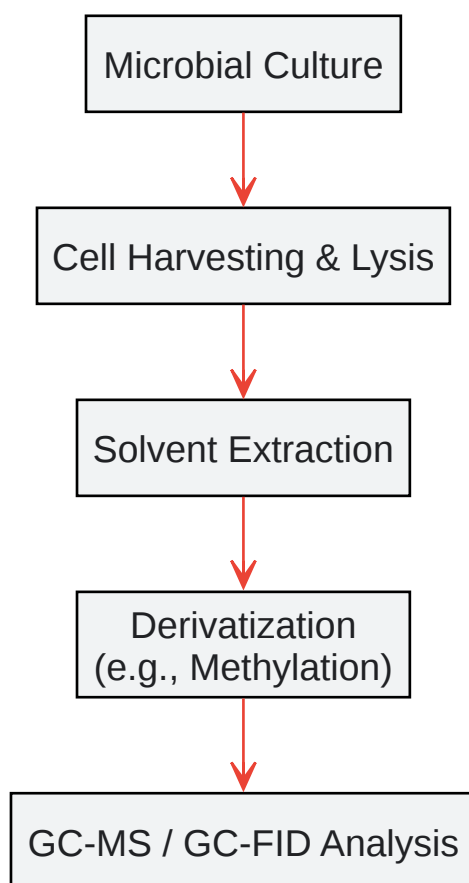 Microbial Culture
Cell Harvesting & Lysis
Solvent Extraction
Derivatization
(e.g., Methylation)
GC-MS / GC-FID Analysis